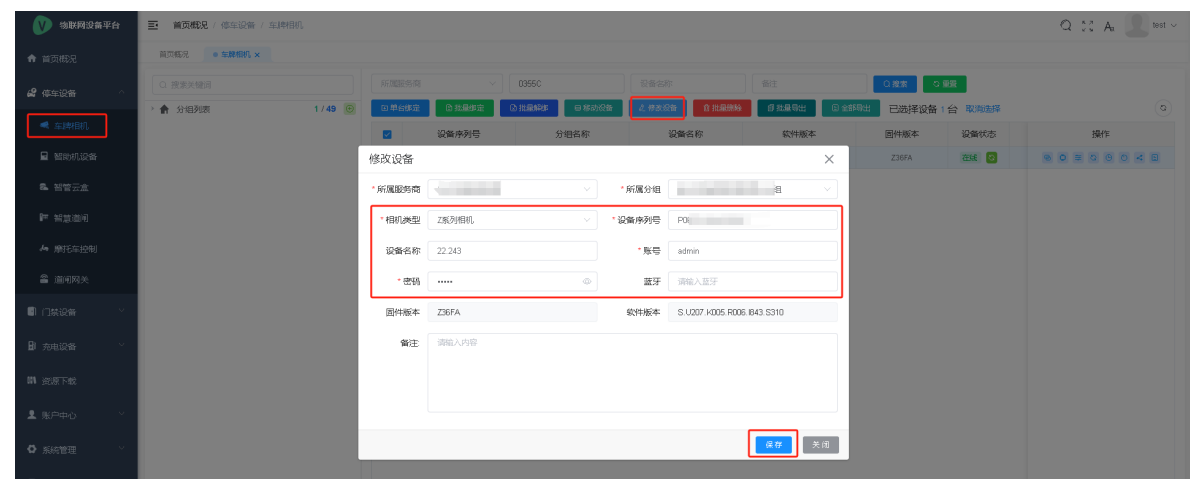 物联网设备平台
首页概况 / 停车设备 / 车牌相机
test
首页概况
车牌相机 ×
首页概况
停车设备
车牌相机
智能机设备
智管云盒
智慧道闸
摩托车控制
道闸网关
门禁设备
充电设备
资源下载
账户中心
系统管理
搜索关键词
分组列表 1 / 49
所属服务商 0355C 设备名称 备注 搜索 重置
单台绑定 批量绑定 批量解绑 移动设备 修改设备 批量删除 批量导出 全部导出 已选择设备 1 台 取消选择
设备序列号 分组名称 设备名称 软件版本 固件版本 设备状态 操作
Z36FA 在线
修改设备
* 所属服务商 * 所属分组 组
* 相机类型 Z系列相机 * 设备序列号 P0
设备名称 22.243 * 账号 admin
* 密码 ••••• 蓝牙 请输入蓝牙
固件版本 Z36FA 软件版本 S.U207.K005.R006.I843.S310
备注 请输入内容
保存 关闭